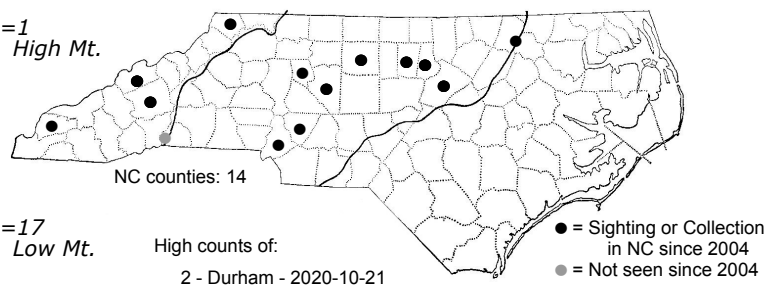 =1
High Mt.
NC counties: 14
=17
Low Mt.
High counts of:
2 - Durham - 2020-10-21
● = Sighting or Collection
in NC since 2004
● = Not seen since 2004